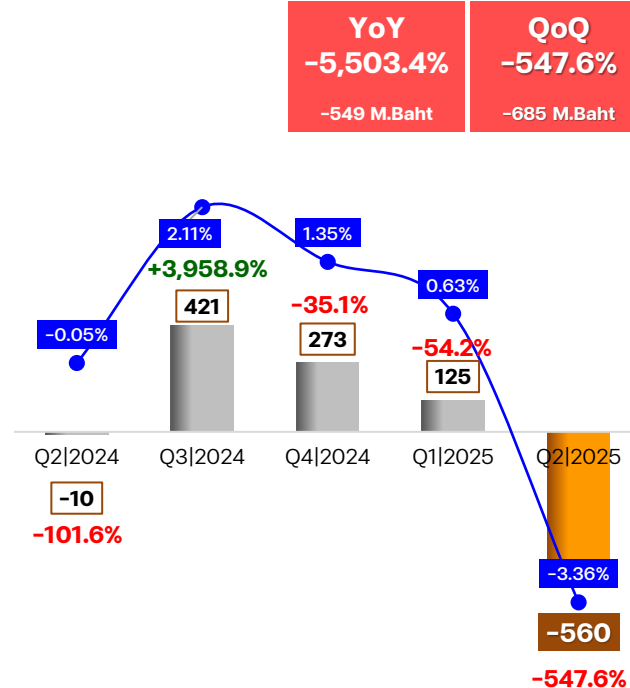 YoY
-5,503.4%
-549 M.Baht
QoQ
-547.6%
-685 M.Baht
2.11%
1.35%
+3,958.9%
0.63%
421
-35.1%
-0.05%
273
-54.2%
125
Q2|2024
Q3|2024
Q4|2024
Q1|2025
Q2|2025
-10
-101.6%
-3.36%
-560
-547.6%